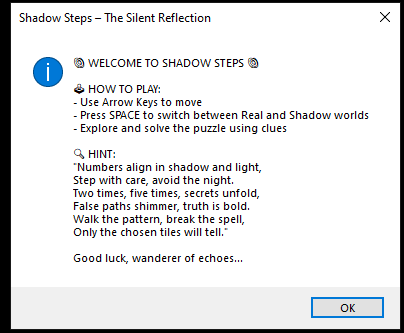 Shadow Steps – The Silent Reflection
WELCOME TO SHADOW STEPS
HOW TO PLAY:
- Use Arrow Keys to move
- Press SPACE to switch between Real and Shadow worlds
- Explore and solve the puzzle using clues
HINT:
"Numbers align in shadow and light,
Step with care, avoid the night.
Two times, five times, secrets unfold,
False paths shimmer, truth is bold.
Walk the pattern, break the spell,
Only the chosen tiles will tell."
Good luck, wanderer of echoes...
OK